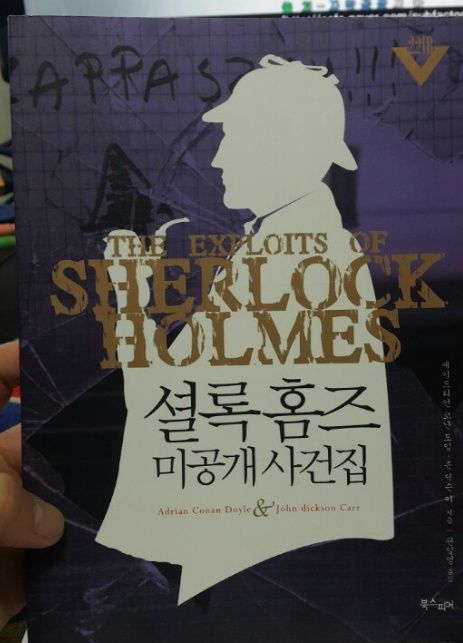 THE EXPLOITS OF
SHERLOCK
HOLMES
셜록 홈즈
미공개 사건집
Adrian Conan Doyle & John dickson Carr
북스피어